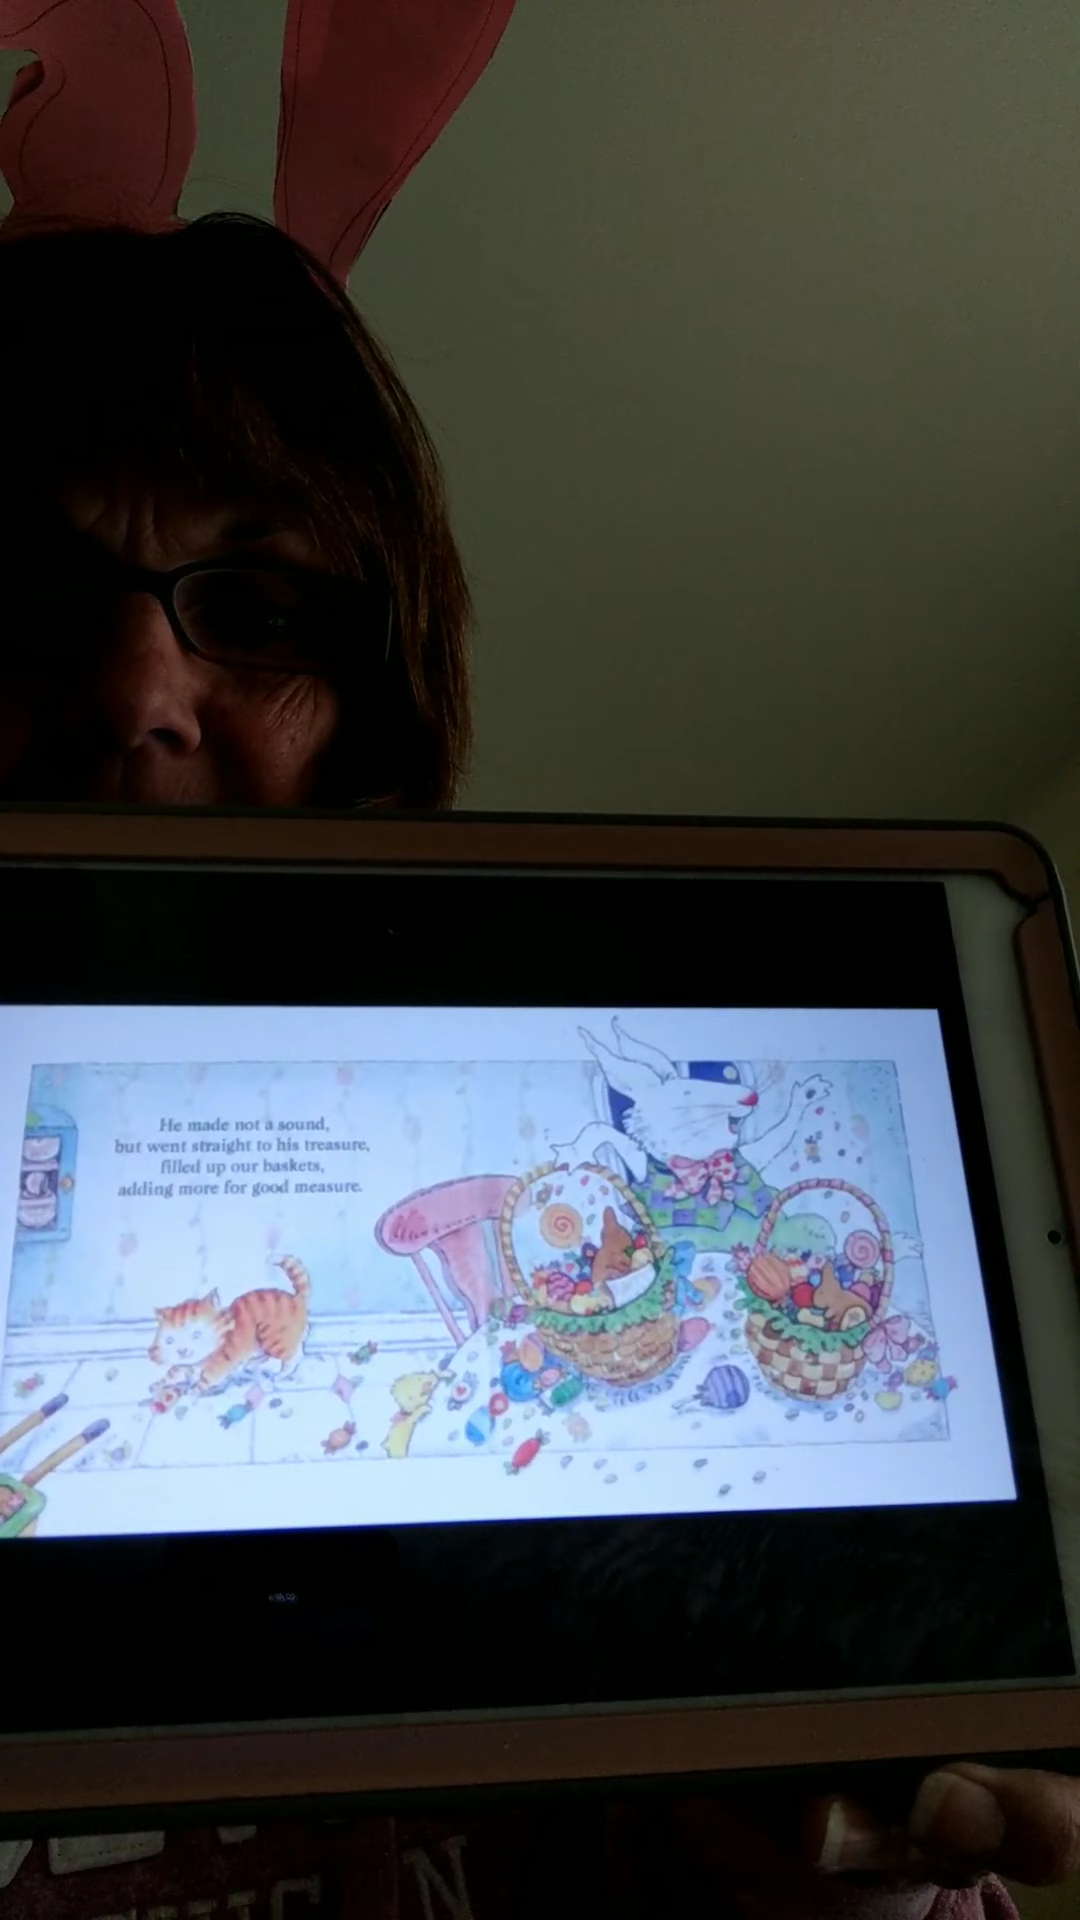 He made not a sound,
but went straight to his treasure,
filled up our baskets,
adding more for good measure.
N